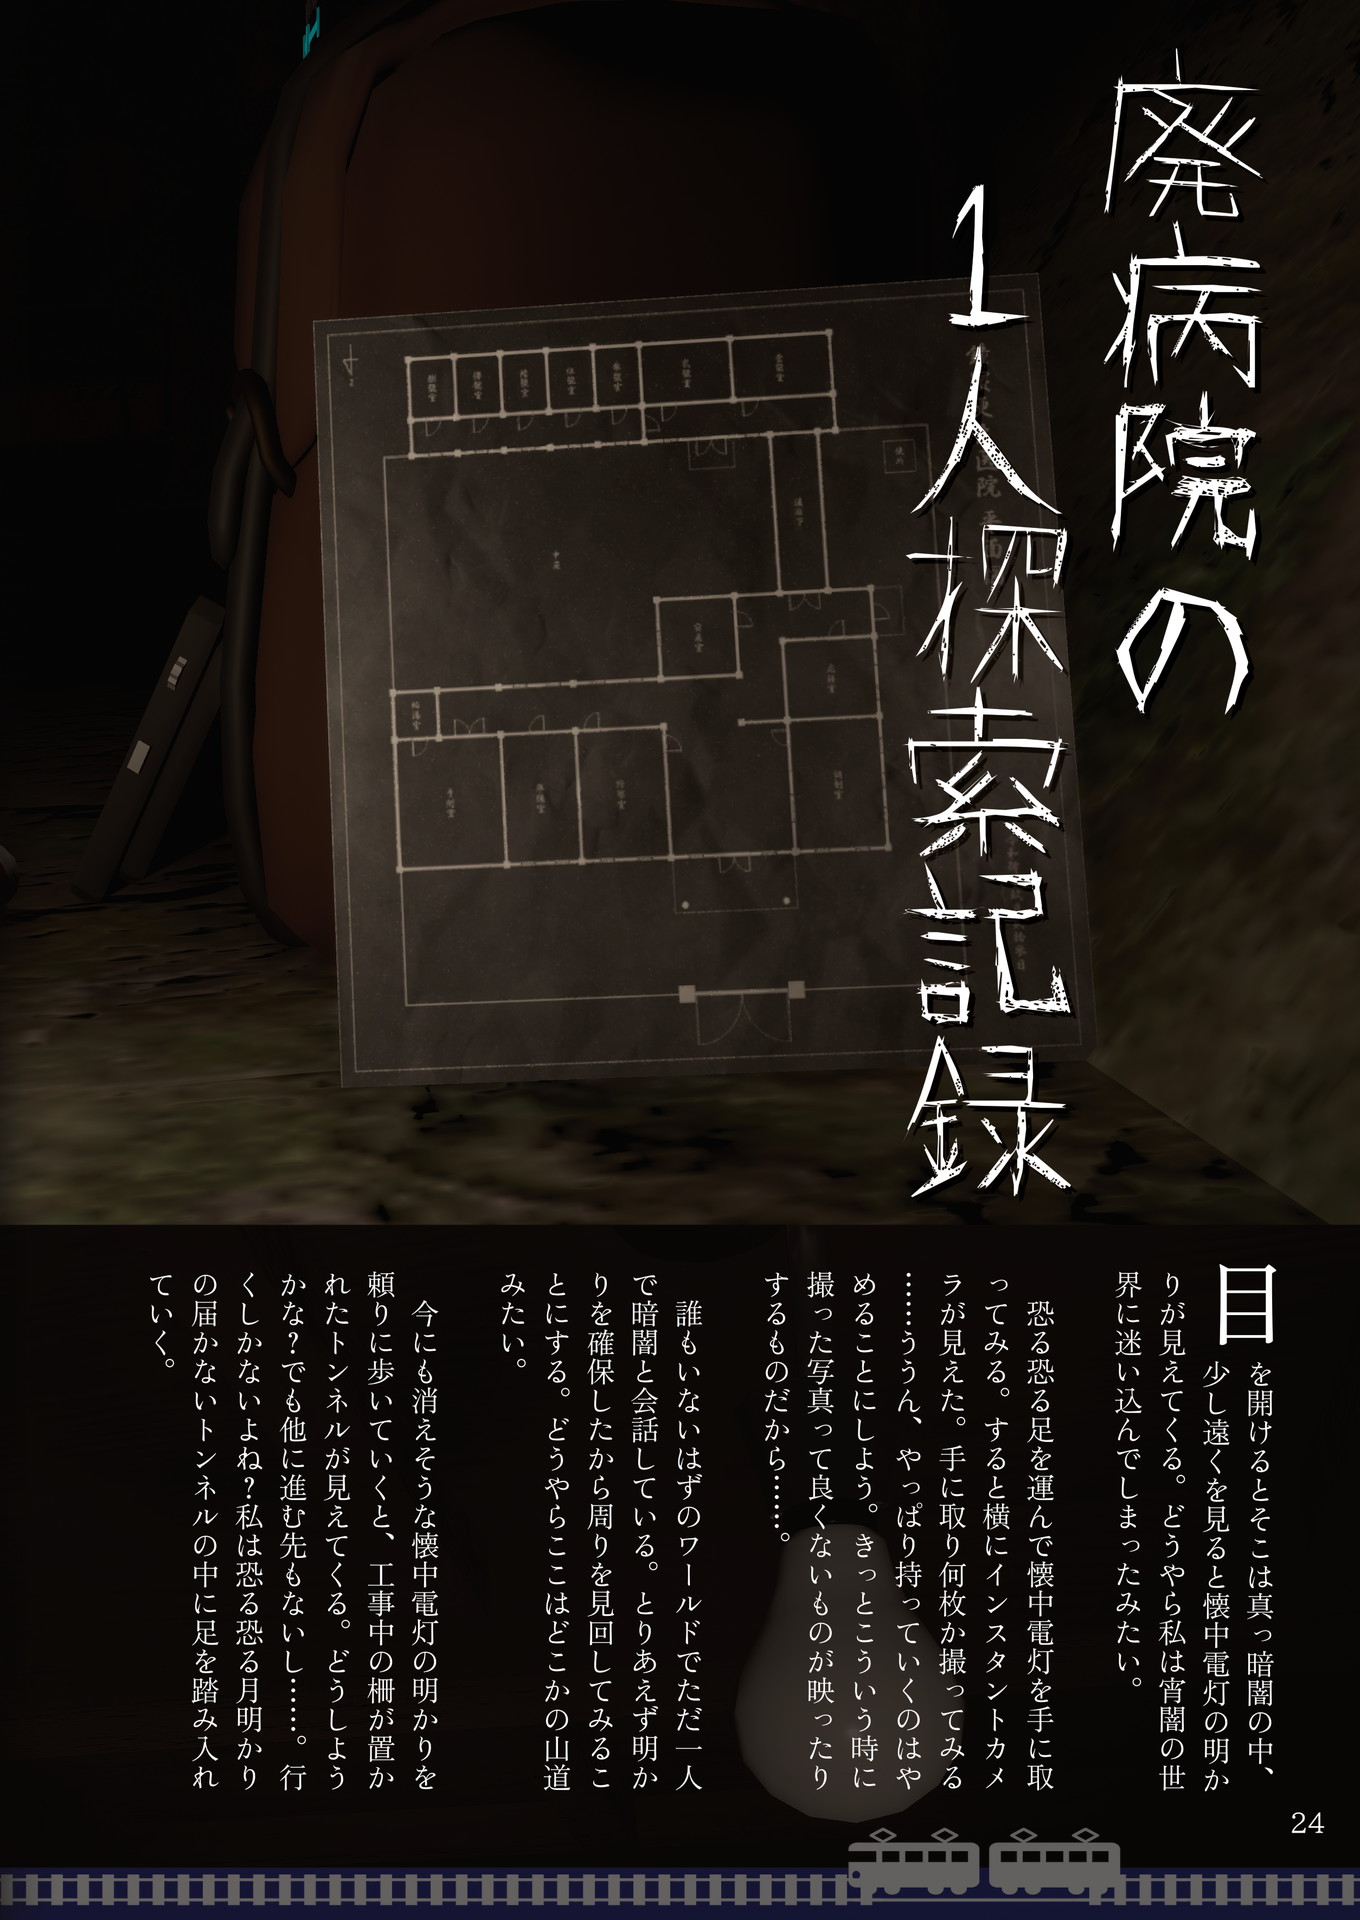 廃病院の
1人探索記録
目を開けるとそこは真っ暗闇の中、
少し遠くを見ると懐中電灯の明か
りが見えてくる。どうやら私は宵闇の世
界に迷い込んでしまったみたい。
恐る恐る足を運んで懐中電灯を手に取
ってみる。すると横にインスタントカメ
ラが見えた。手に取り何枚か撮ってみる
……ううん、やっぱり持っていくのはや
めることにしよう。きっとこういう時に
撮った写真って良くないものが映ったり
するものだから……。
誰もいないはずのワールドでただ一人
で暗闇と会話している。とりあえず明か
りを確保したから周りを見回してみるこ
とにする。どうやらここはどこかの山道
みたい。
今にも消えそうな懐中電灯の明かりを
頼りに歩いていくと、工事中の柵が置か
れたトンネルが見えてくる。どうしよう
かな?でも他に進む先もないし……。行
くしかないよね?私は恐る恐る月明かり
の届かないトンネルの中に足を踏み入れ
ていく。
24